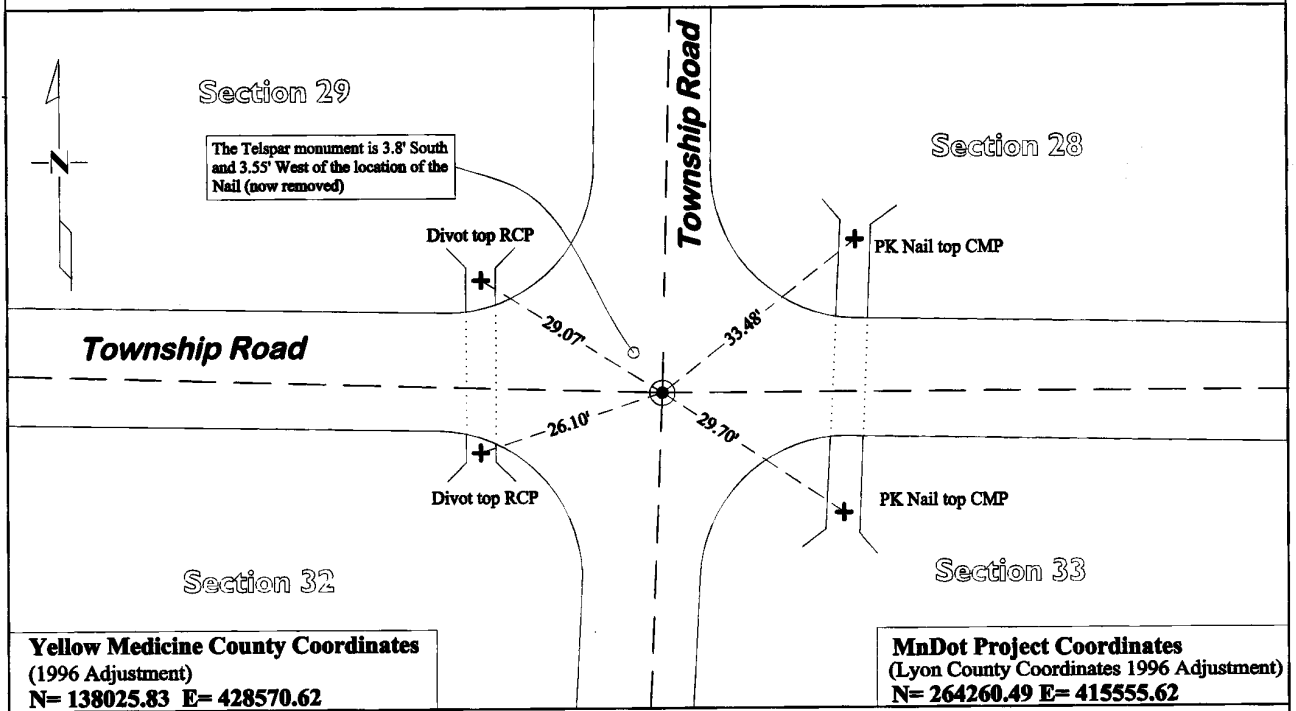 Township Road
Section 29
Section 28
The Telspar monument is 3.8' South
and 3.55' West of the location of the
Nail (now removed)
N
Divot top RCP
PK Nail top CMP
29.07'
33.48'
Township Road
26.10'
29.70'
Divot top RCP
PK Nail top CMP
Section 32
Section 33
Yellow Medicine County Coordinates
(1996 Adjustment)
N= 138025.83 E= 428570.62
MnDot Project Coordinates
(Lyon County Coordinates 1996 Adjustment)
N= 264260.49 E= 415555.62